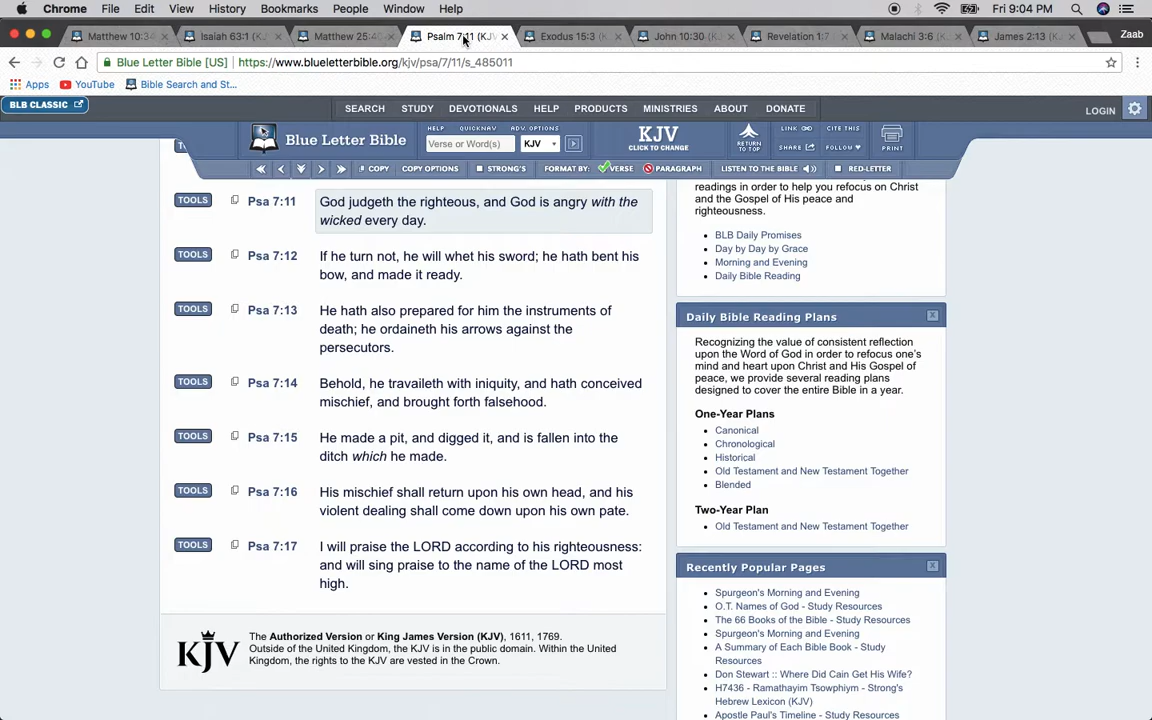 Chrome File Edit View History Bookmarks People Window Help Fri 9:04 PM
Matthew 10:34 Isaiah 63:1 (K Matthew 25:40 Psalm 7:11 (KJV Exodus 15:3 (K John 10:30 (KJV Revelation 1:7 Malachi 3:6 (KJ James 2:13 (KJ Zaab
Blue Letter Bible [US] https://www.blueletterbible.org/kjv/psa/7/11/s_485011
Apps YouTube Bible Search and St...
BLB CLASSIC
SEARCH STUDY DEVOTIONALS HELP PRODUCTS MINISTRIES ABOUT DONATE LOGIN
Blue Letter Bible
HELP QUICKNAV ADV. OPTIONS
Verse or Word(s) KJV
KJV
CLICK TO CHANGE
RETURN
TO TOP
LINK CITE THIS
SHARE FOLLOW
PRINT
COPY COPY OPTIONS STRONG'S FORMAT BY: VERSE PARAGRAPH LISTEN TO THE BIBLE RED-LETTER
TOOLS Psa 7:11 God judgeth the righteous, and God is angry with the
wicked every day.
TOOLS Psa 7:12 If he turn not, he will whet his sword; he hath bent his
bow, and made it ready.
TOOLS Psa 7:13 He hath also prepared for him the instruments of
death; he ordaineth his arrows against the
persecutors.
TOOLS Psa 7:14 Behold, he travaileth with iniquity, and hath conceived
mischief, and brought forth falsehood.
TOOLS Psa 7:15 He made a pit, and digged it, and is fallen into the
ditch which he made.
TOOLS Psa 7:16 His mischief shall return upon his own head, and his
violent dealing shall come down upon his own pate.
TOOLS Psa 7:17 I will praise the LORD according to his righteousness:
and will sing praise to the name of the LORD most
high.
KJV
The Authorized Version or King James Version (KJV), 1611, 1769.
Outside of the United Kingdom, the KJV is in the public domain. Within the United
Kingdom, the rights to the KJV are vested in the Crown.
readings in order to help you refocus on Christ
and the Gospel of His peace and
righteousness.
BLB Daily Promises
Day by Day by Grace
Morning and Evening
Daily Bible Reading
Daily Bible Reading Plans X
Recognizing the value of consistent reflection
upon the Word of God in order to refocus one's
mind and heart upon Christ and His Gospel of
peace, we provide several reading plans
designed to cover the entire Bible in a year.
One-Year Plans
Canonical
Chronological
Historical
Old Testament and New Testament Together
Blended
Two-Year Plan
Old Testament and New Testament Together
Recently Popular Pages X
Spurgeon's Morning and Evening
O.T. Names of God - Study Resources
The 66 Books of the Bible - Study Resources
Spurgeon's Morning and Evening
A Summary of Each Bible Book - Study
Resources
Don Stewart :: Where Did Cain Get His Wife?
H7436 - Ramathayim Tsowphiym - Strong's
Hebrew Lexicon (KJV)
Apostle Paul's Timeline - Study Resources